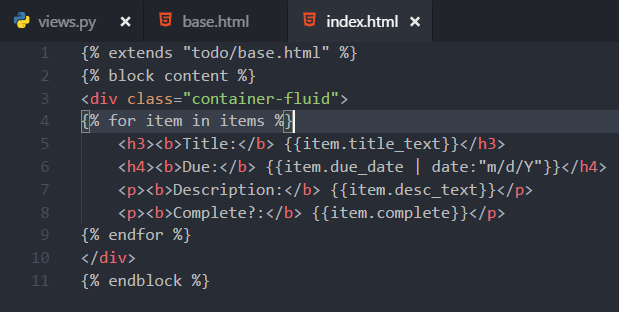 views.py × base.html index.html ×
1 {% extends "todo/base.html" %}
2 {% block content %}
3 <div class="container-fluid">
4 {% for item in items %}
5     <h3><b>Title:</b> {{item.title_text}}</h3>
6     <h4><b>Due:</b> {{item.due_date | date:"m/d/Y"}}</h4>
7     <p><b>Description:</b> {{item.desc_text}}</p>
8     <p><b>Complete?:</b> {{item.complete}}</p>
9 {% endfor %}
10 </div>
11 {% endblock %}